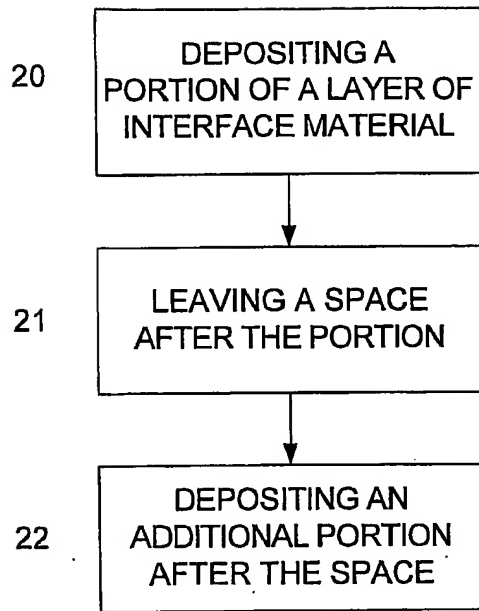 20
DEPOSITING A
PORTION OF A LAYER OF
INTERFACE MATERIAL
21
LEAVING A SPACE
AFTER THE PORTION
22
DEPOSITING AN
ADDITIONAL PORTION
AFTER THE SPACE